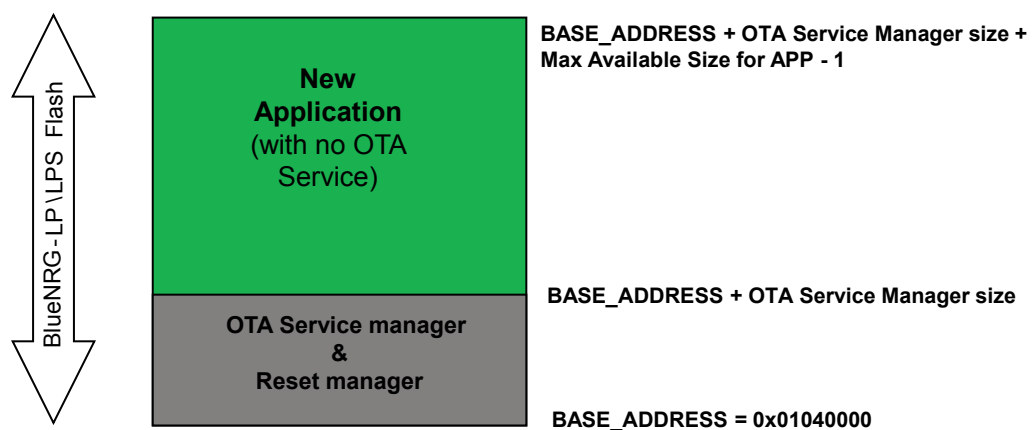 BlueNRG-LP\LPS Flash
New
Application
(with no OTA
Service)
BASE_ADDRESS + OTA Service Manager size +
Max Available Size for APP - 1
BASE_ADDRESS + OTA Service Manager size
OTA Service manager
&
Reset manager
BASE_ADDRESS = 0x01040000